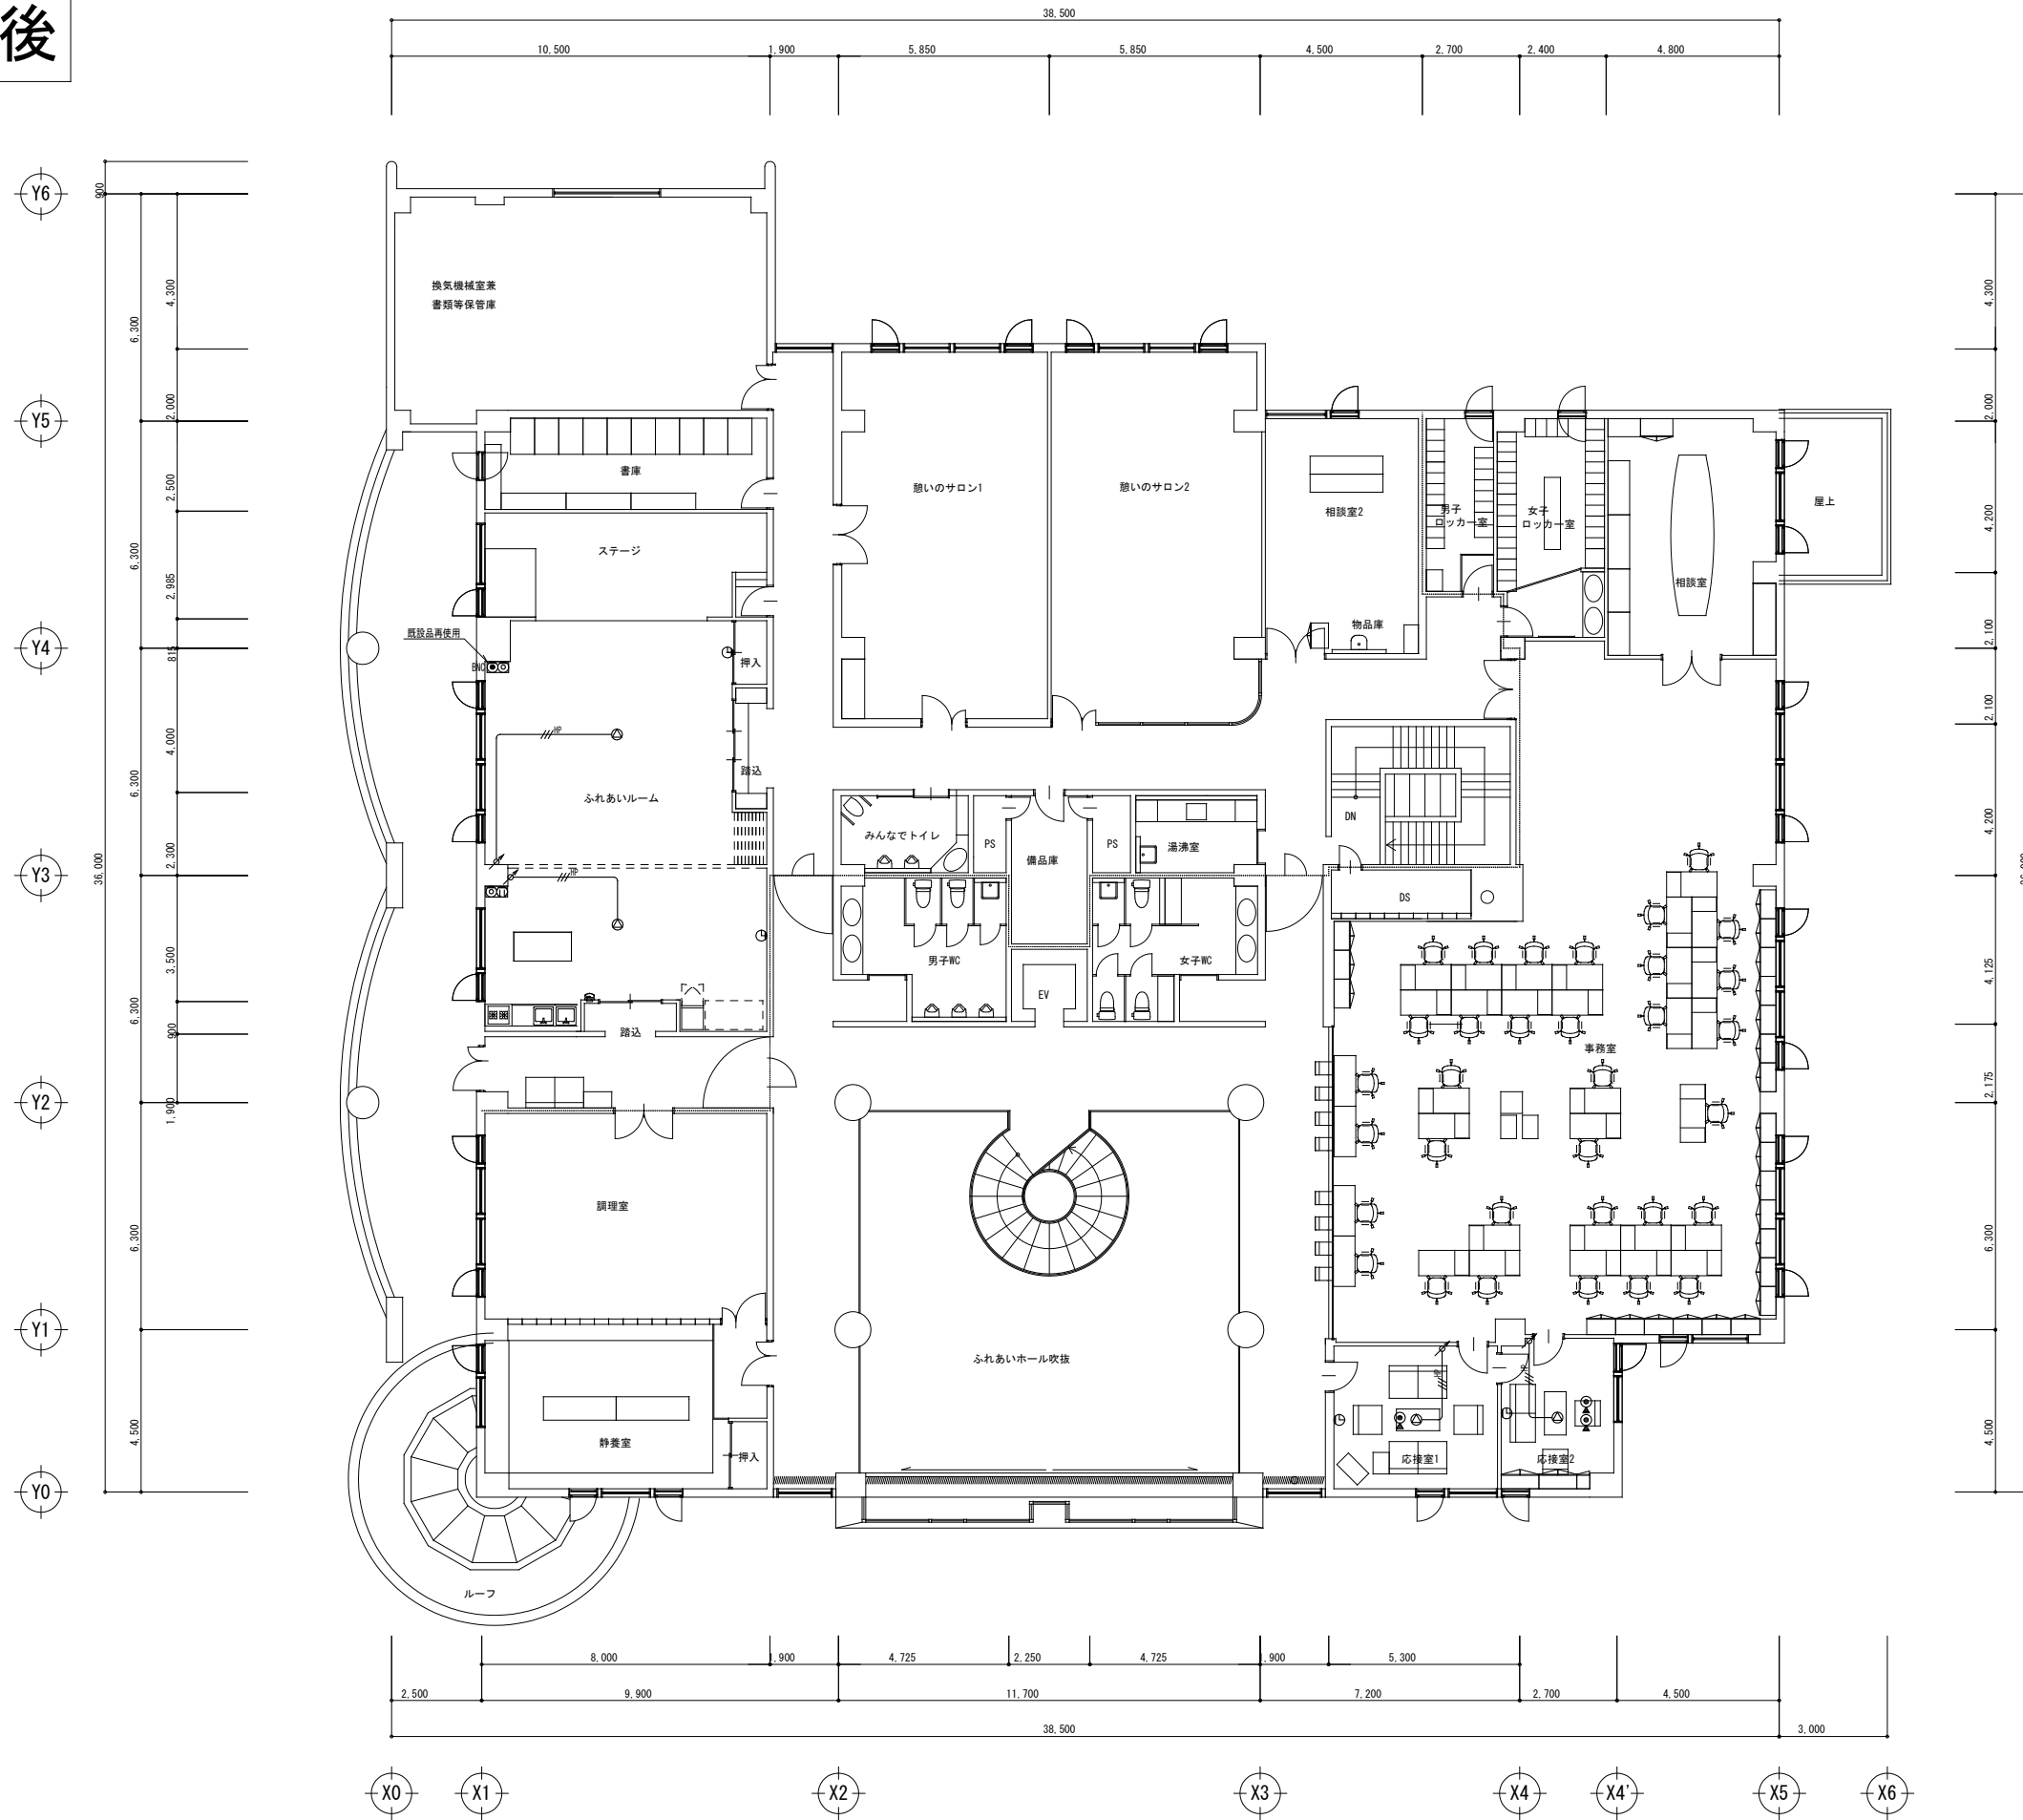 後
38,500
10,500 1,900 5,850 5,850 4,500 2,700 2,400 4,800
Y6
900
換気機械室兼
書類等保管庫
4,300
4,300
6,300
Y5
2,000
2,000
書庫
憩いのサロン1
憩いのサロン2
相談室2
男子
ロッカー室
女子
ロッカー室
屋上
2,500
4,200
ステージ
6,300
2,985
相談室
既設品再使用
物品庫
Y4
815
2,100
押入
BNC
2,100
HP
4,000
踏込
ふれあいルーム
6,300
DN
みんなでトイレ
PS
備品庫
PS
湯沸室
4,200
36,000
2,300
Y3
HP
DS
3,500
男子WC
女子WC
EV
4,125
6,300
900
踏込
事務室
Y2
1,900
2,175
調理室
6,300
6,300
Y1
ふれあいホール吹抜
HP
HP
4,500
静養室
押入
応接室1
応接室2
4,500
Y0
ルーフ
8,000 1,900 4,725 2,250 4,725 1,900 5,300
2,500 9,900 11,700 7,200 2,700 4,500
38,500 3,000
X0 X1 X2 X3 X4 X4' X5 X6